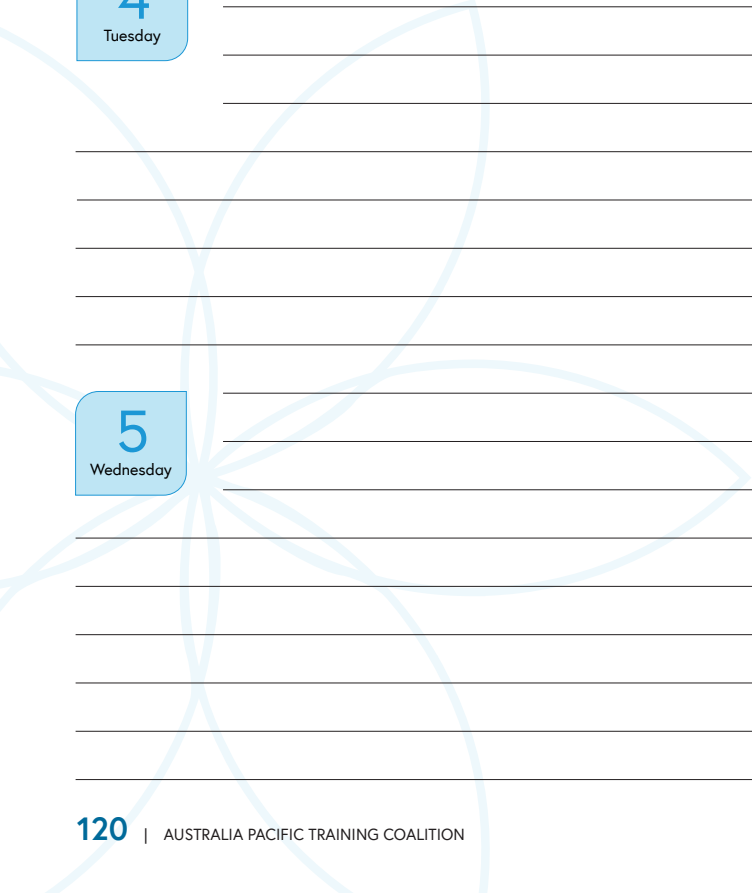 4
Tuesday
5
Wednesday
120 | AUSTRALIA PACIFIC TRAINING COALITION